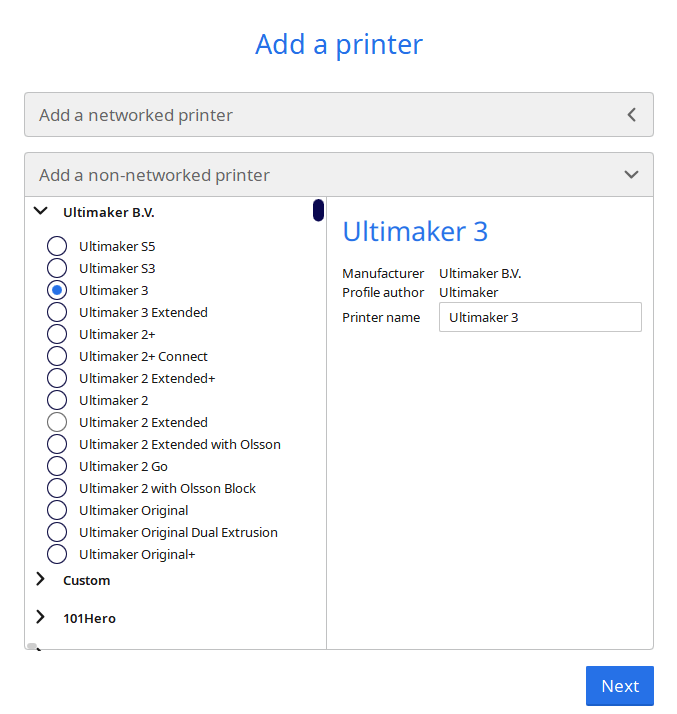 Add a printer
Add a networked printer
Add a non-networked printer
Ultimaker B.V.
Ultimaker S5
Ultimaker S3
Ultimaker 3
Ultimaker 3 Extended
Ultimaker 2+
Ultimaker 2+ Connect
Ultimaker 2 Extended+
Ultimaker 2
Ultimaker 2 Extended
Ultimaker 2 Extended with Olsson
Ultimaker 2 Go
Ultimaker 2 with Olsson Block
Ultimaker Original
Ultimaker Original Dual Extrusion
Ultimaker Original+
Custom
101Hero
Ultimaker 3
Manufacturer Ultimaker B.V.
Profile author Ultimaker
Printer name Ultimaker 3
Next